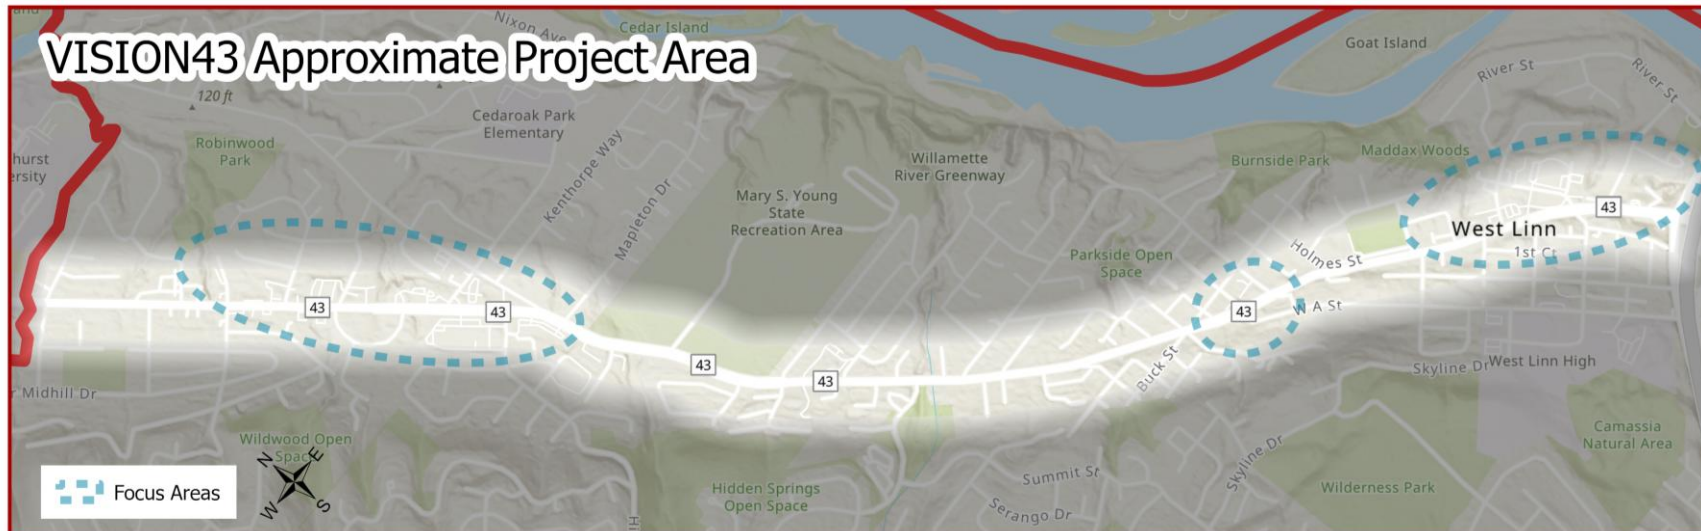 VISION43 Approximate Project Area
Nixon Ave
Cedar Island
Goat Island
River St
River St
120 ft
Cedaroak Park
Elementary
Robinwood
Park
hurst
ersity
Kenthorpe Way
Mapleton Dr
Mary S. Young
State
Recreation Area
Willamette
River Greenway
Burnside Park
Maddax Woods
Parkside Open
Space
Holmes St
West Linn
1st Ct
43
43
43
43
43
43
W A St
Buck St
Skyline Dr
West Linn High
r Midhill Dr
Wildwood Open
Space
N
E
W
S
Focus Areas
Hidden Springs
Open Space
Summit St
Serango Dr
Skyline Dr
Wilderness Park
Camassia
Natural Area
Hi